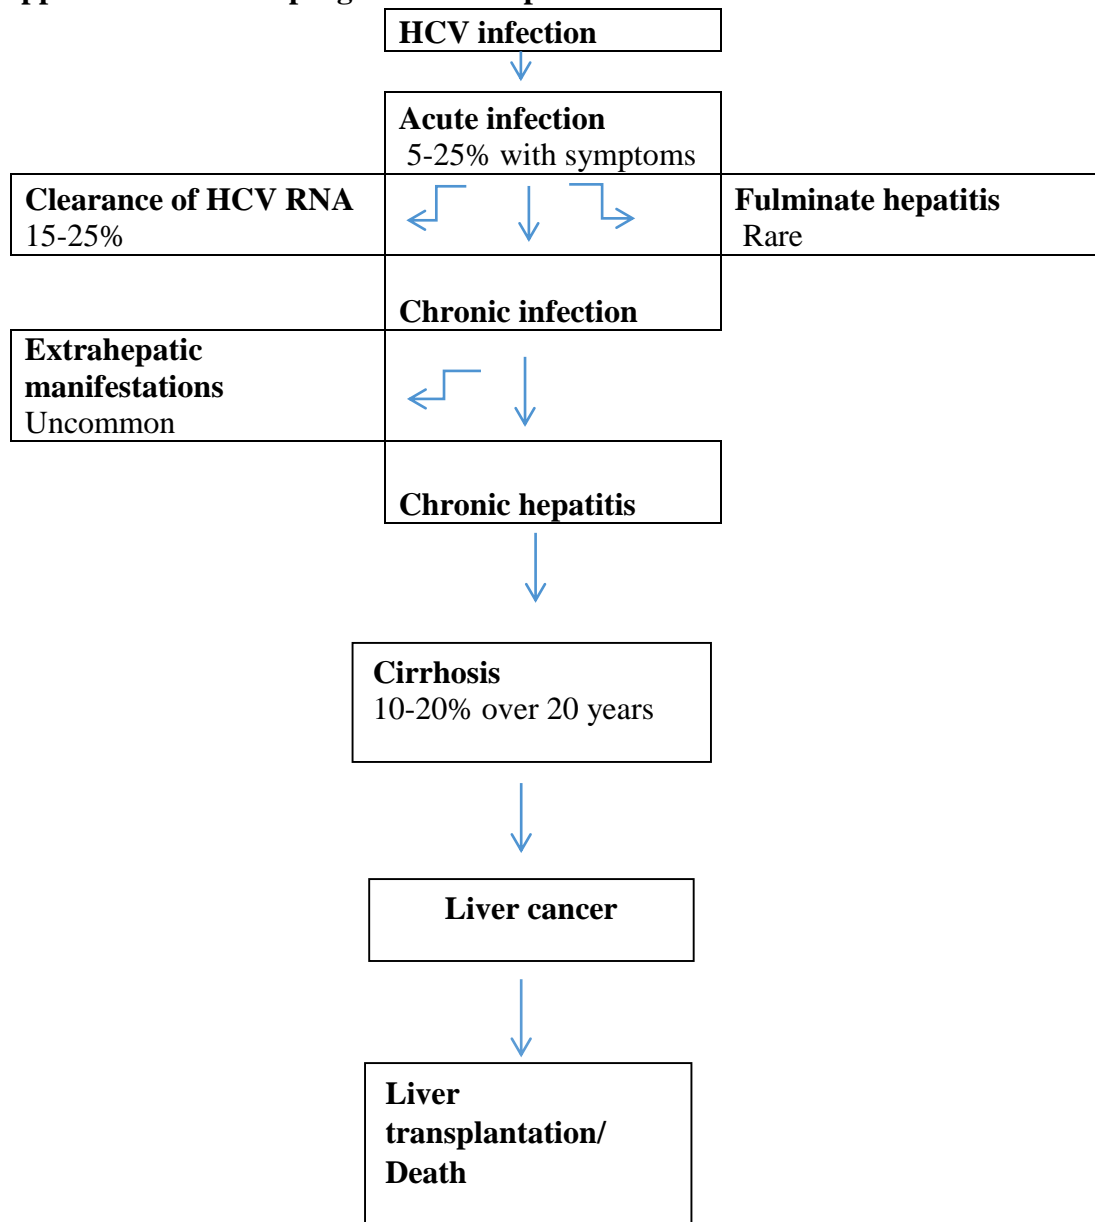 HCV infection
Acute infection
5-25% with symptoms
Clearance of HCV RNA
15-25%
Fulminate hepatitis
Rare
Chronic infection
Extrahepatic
manifestations
Uncommon
Chronic hepatitis
Cirrhosis
10-20% over 20 years
Liver cancer
Liver
transplantation/
Death